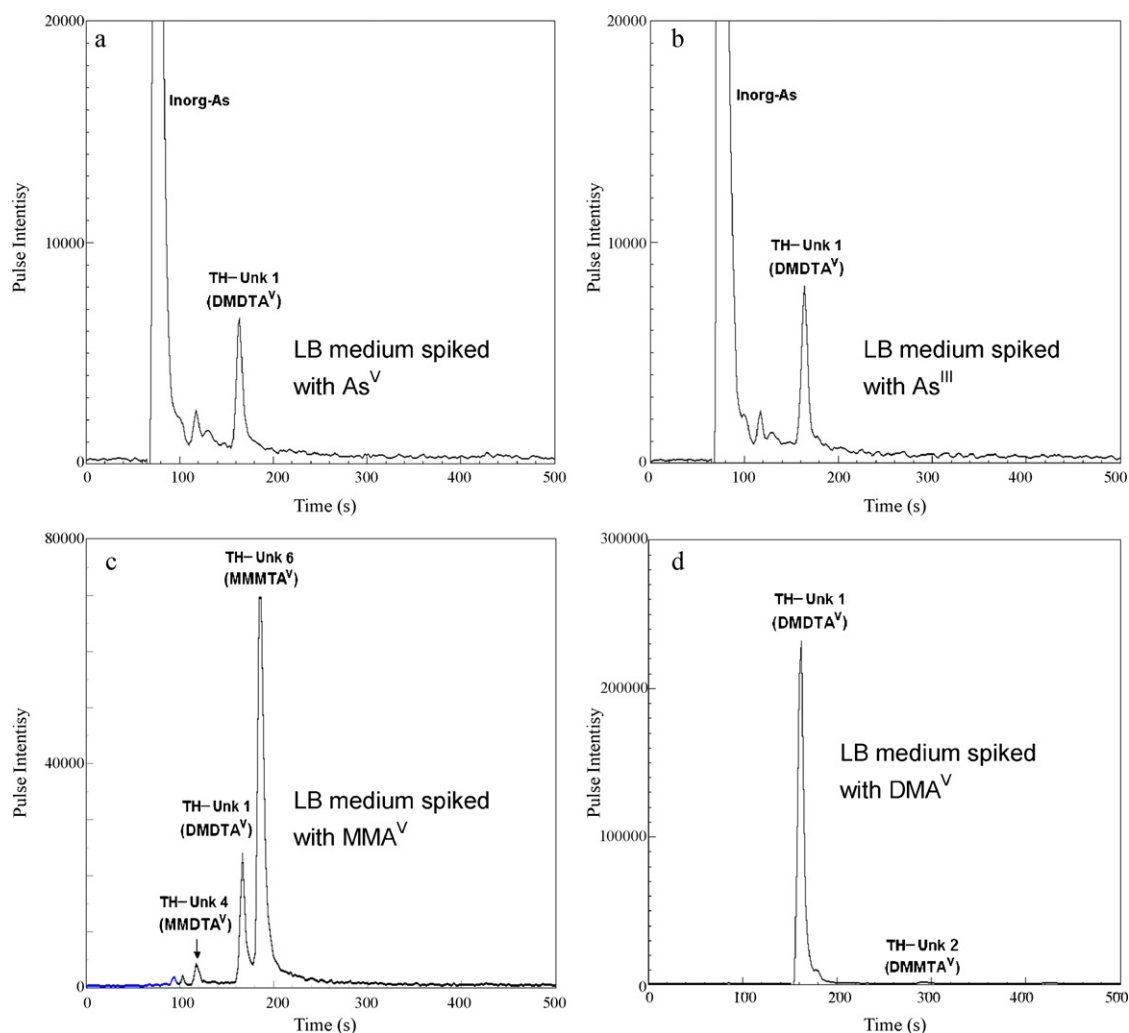 a
20000
10000
0
Pulse Intentisy
Inorg-As
TH–Unk 1
(DMDTAⱽ)
LB medium spiked
with Asⱽ
0 100 200 300 400 500
Time (s)
b
20000
10000
0
Pulse Intentisy
Inorg-As
TH–Unk 1
(DMDTAⱽ)
LB medium spiked
with Asᴵᴵᴵ
0 100 200 300 400 500
Time (s)
c
80000
40000
0
Pulse Intentisy
TH–Unk 6
(MMMTAⱽ)
TH–Unk 1
(DMDTAⱽ)
TH–Unk 4
(MMDTAⱽ)
LB medium spiked
with MMAⱽ
0 100 200 300 400 500
Time (s)
d
300000
200000
100000
0
Pulse Intentisy
TH–Unk 1
(DMDTAⱽ)
LB medium spiked
with DMAⱽ
TH–Unk 2
(DMMTAⱽ)
0 100 200 300 400 500
Time (s)